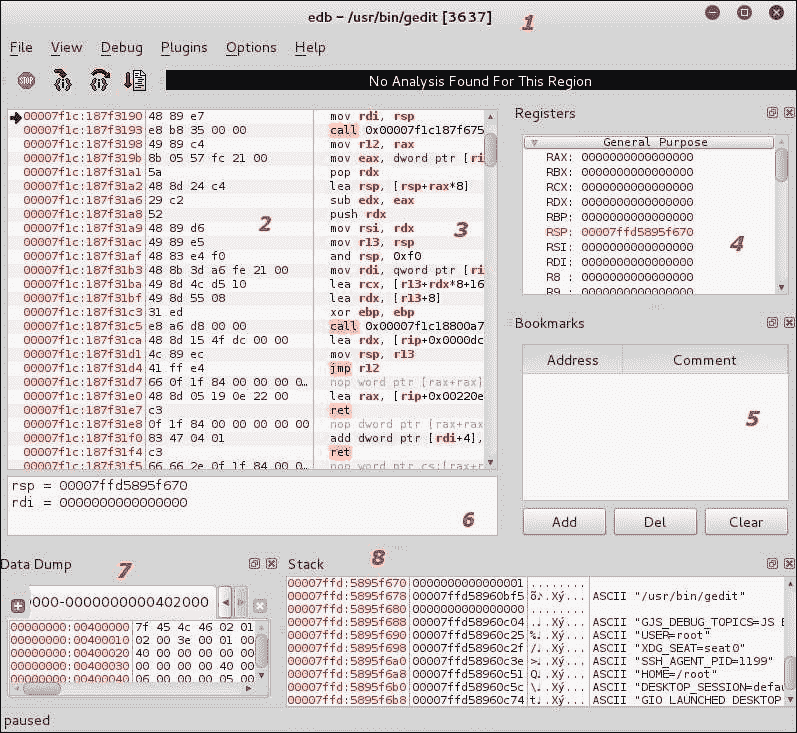 edb – /usr/bin/gedit [3637]
1
File View Debug Plugins Options Help
STOP
No Analysis Found For This Region
00007f1c:187f3190 48 89 e7 mov rdi, rsp
00007f1c:187f3193 e8 b8 35 00 00 call 0x00007f1c187f675
00007f1c:187f3198 49 89 c4 mov r12, rax
00007f1c:187f319b 8b 05 57 fc 21 00 mov eax, dword ptr [ri
00007f1c:187f31a1 5a pop rdx
00007f1c:187f31a2 48 8d 24 c4 lea rsp, [rsp+rax*8]
00007f1c:187f31a6 29 c2 sub edx, eax
00007f1c:187f31a8 52 push rdx
00007f1c:187f31a9 48 89 d6 mov rsi, rdx
00007f1c:187f31ac 49 89 e5 mov r13, rsp
00007f1c:187f31af 48 83 e4 f0 and rsp, 0xf0
00007f1c:187f31b3 48 8b 3d a6 fe 21 00 mov rdi, qword ptr [ri
00007f1c:187f31ba 49 8d 4c d5 10 lea rcx, [r13+rdx*8+16
00007f1c:187f31bf 49 8d 55 08 lea rdx, [r13+8]
00007f1c:187f31c3 31 ed xor ebp, ebp
00007f1c:187f31c5 e8 a6 d8 00 00 call 0x00007f1c18800a7
00007f1c:187f31ca 48 8d 15 4f dc 00 00 lea rdx, [rip+0x0000dc
00007f1c:187f31d1 4c 89 ec mov rsp, r13
00007f1c:187f31d4 41 ff e4 jmp r12
00007f1c:187f31d7 66 0f 1f 84 00 00 00 0… nop word ptr [rax+rax]
00007f1c:187f31e0 48 8d 05 19 0e 22 00 lea rax, [rip+0x00220e
00007f1c:187f31e7 c3 ret
00007f1c:187f31e8 0f 1f 84 00 00 00 00 00 nop dword ptr [rax+rax
00007f1c:187f31f0 83 47 04 01 add dword ptr [rdi+4],
00007f1c:187f31f4 c3 ret
00007f1c:187f31f5 66 66 2e 0f 1f 84 00 0… nop word ptr cs:[rax+r
2
3
Registers
General Purpose
RAX: 0000000000000000
RBX: 0000000000000000
RCX: 0000000000000000
RDX: 0000000000000000
RBP: 0000000000000000
RSP: 00007ffd5895f670
RSI: 0000000000000000
RDI: 0000000000000000
R8 : 0000000000000000
R9 : 0000000000000000
4
Bookmarks
Address Comment
5
Add Del Clear
rsp = 00007ffd5895f670
rdi = 0000000000000000
6
Data Dump
7
000-0000000000402000
00000000:00400000 7f 45 4c 46 02 01
00000000:00400010 02 00 3e 00 01 00
00000000:00400020 40 00 00 00 00 00
00000000:00400030 00 00 00 00 40 00
00000000:00400040 06 00 00 00 05 00
Stack
8
00007ffd:5895f670 0000000000000001 ........
00007ffd:5895f678 00007ffd58960bf5 ASCII "/usr/bin/gedit"
00007ffd:5895f680 0000000000000000 ........
00007ffd:5895f688 00007ffd58960c04 ASCII "GJS_DEBUG_TOPICS=JS E
00007ffd:5895f690 00007ffd58960c25 ASCII "USER=root"
00007ffd:5895f698 00007ffd58960c2f ASCII "XDG_SEAT=seat0"
00007ffd:5895f6a0 00007ffd58960c3e ASCII "SSH_AGENT_PID=1199"
00007ffd:5895f6a8 00007ffd58960c51 ASCII "HOME=/root"
00007ffd:5895f6b0 00007ffd58960c5c ASCII "DESKTOP_SESSION=defau
00007ffd:5895f6b8 00007ffd58960c74 ASCII "GIO_LAUNCHED_DESKTOP
paused